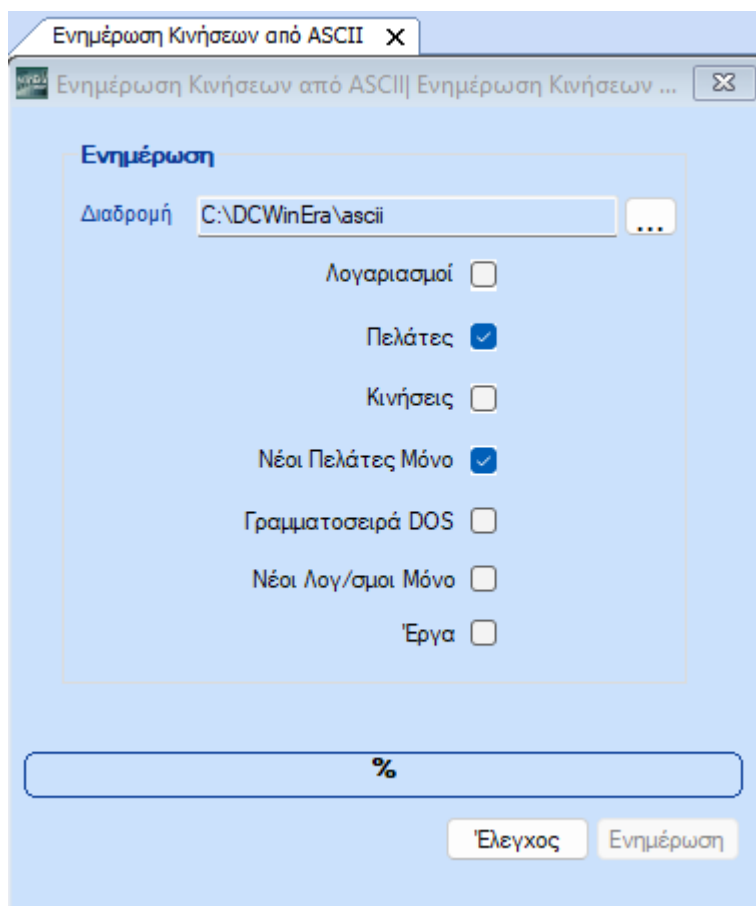 Ενημέρωση Κινήσεων από ASCII X
Ενημέρωση Κινήσεων από ASCII| Ενημέρωση Κινήσεων ...
Ενημέρωση
Διαδρομή C:\DCWinEra\ascii ...
Λογαριασμοί
Πελάτες
Κινήσεις
Νέοι Πελάτες Μόνο
Γραμματοσειρά DOS
Νέοι Λογ/σμοι Μόνο
Έργα
%
Έλεγχος Ενημέρωση